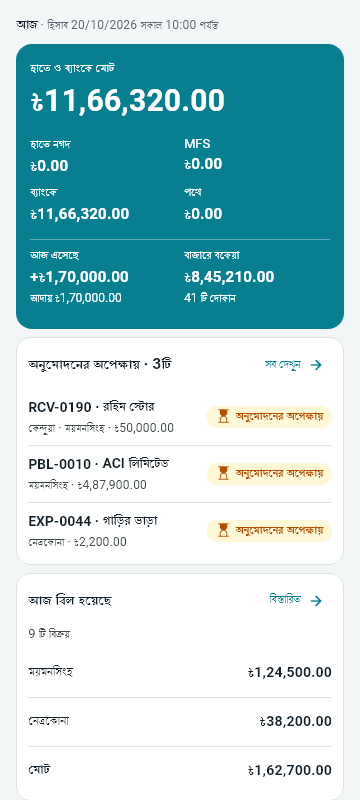 আজ · হিসাব 20/10/2026 সকাল 10:00 পর্যন্ত
হাতে ও ব্যাংকে মোট
৳11,66,320.00
হাতে নগদ
MFS
৳0.00
৳0.00
ব্যাংকে
পথে
৳11,66,320.00
৳0.00
আজ এসেছে
বাজারে বকেয়া
+৳1,70,000.00
৳8,45,210.00
আদায় ৳1,70,000.00
41 টি দোকান
অনুমোদনের অপেক্ষায় · 3টি
সব দেখুন →
RCV-0190 · রহিম স্টোর
কেন্দুয়া · ময়মনসিংহ · ৳50,000.00
অনুমোদনের অপেক্ষায়
PBL-0010 · ACI লিমিটেড
ময়মনসিংহ · ৳4,87,900.00
অনুমোদনের অপেক্ষায়
EXP-0044 · গাড়ির ভাড়া
নেত্রকোনা · ৳2,200.00
অনুমোদনের অপেক্ষায়
আজ বিল হয়েছে
বিস্তারিত →
9 টি বিক্রয়
ময়মনসিংহ
৳1,24,500.00
নেত্রকোনা
৳38,200.00
মোট
৳1,62,700.00